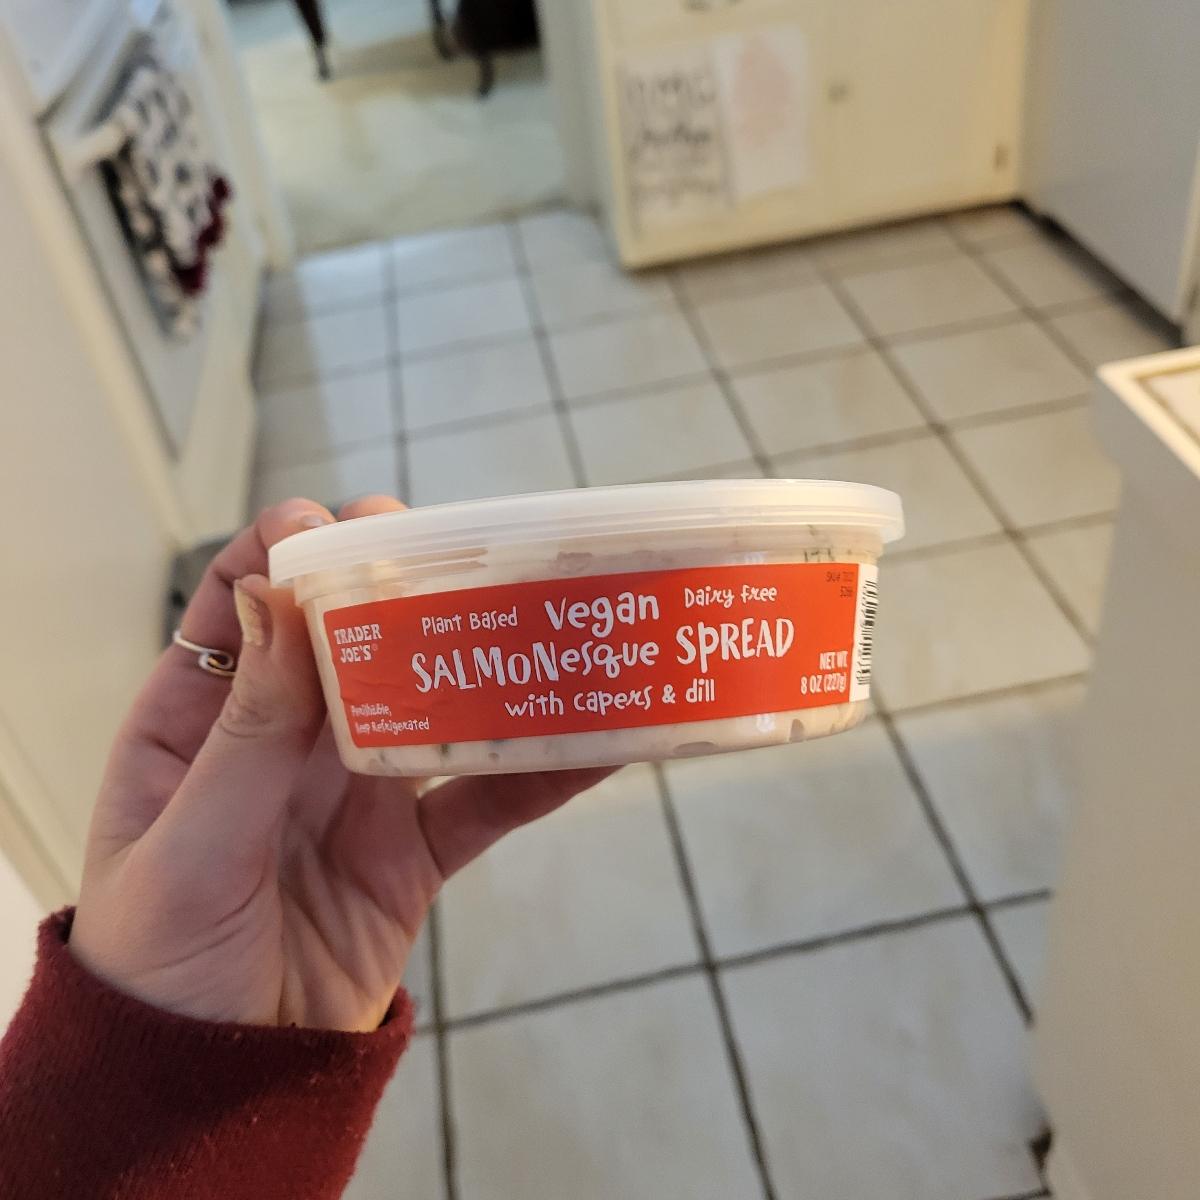 TRADER
JOE'S
Plant Based Vegan Dairy Free
SALMONesque SPREAD
with capers & dill
Perishable,
Keep Refrigerated
NET WT.
8 OZ (227g)
SKU#